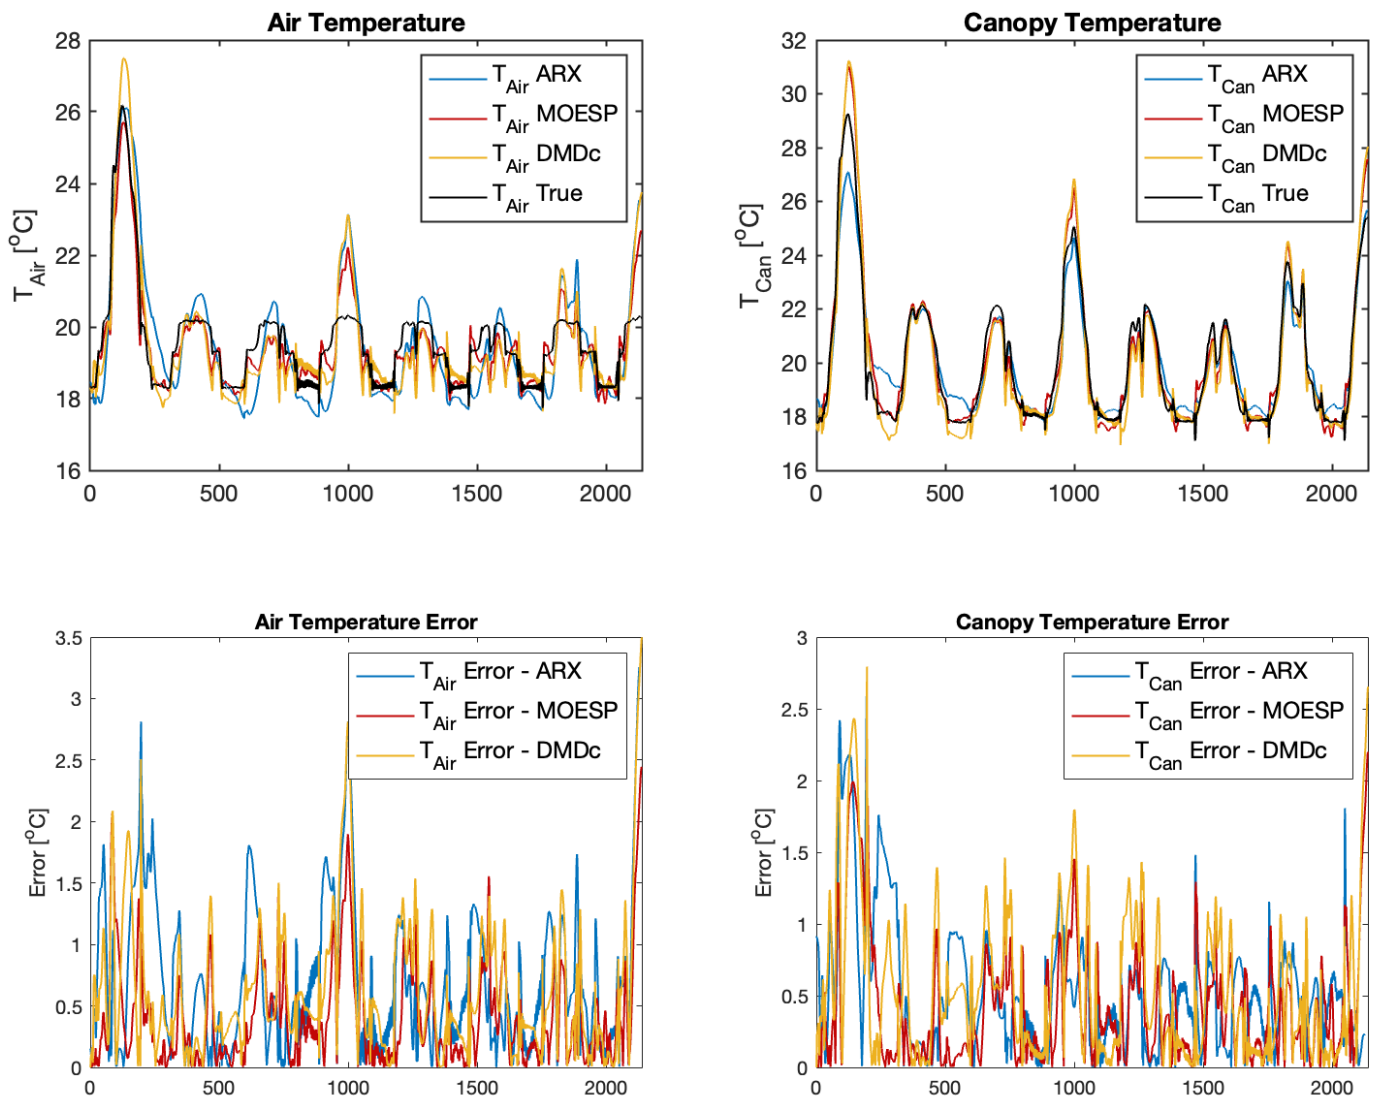 Air Temperature
28
26
24
22
20
18
16
T_Air [°C]
T_Air ARX
T_Air MOESP
T_Air DMDc
T_Air True
0 500 1000 1500 2000
Canopy Temperature
32
30
28
26
24
22
20
18
16
T_Can [°C]
T_Can ARX
T_Can MOESP
T_Can DMDc
T_Can True
0 500 1000 1500 2000
Air Temperature Error
3.5
3
2.5
2
1.5
1
0.5
0
Error [°C]
T_Air Error - ARX
T_Air Error - MOESP
T_Air Error - DMDc
0 500 1000 1500 2000
Canopy Temperature Error
3
2.5
2
1.5
1
0.5
0
Error [°C]
T_Can Error - ARX
T_Can Error - MOESP
T_Can Error - DMDc
0 500 1000 1500 2000